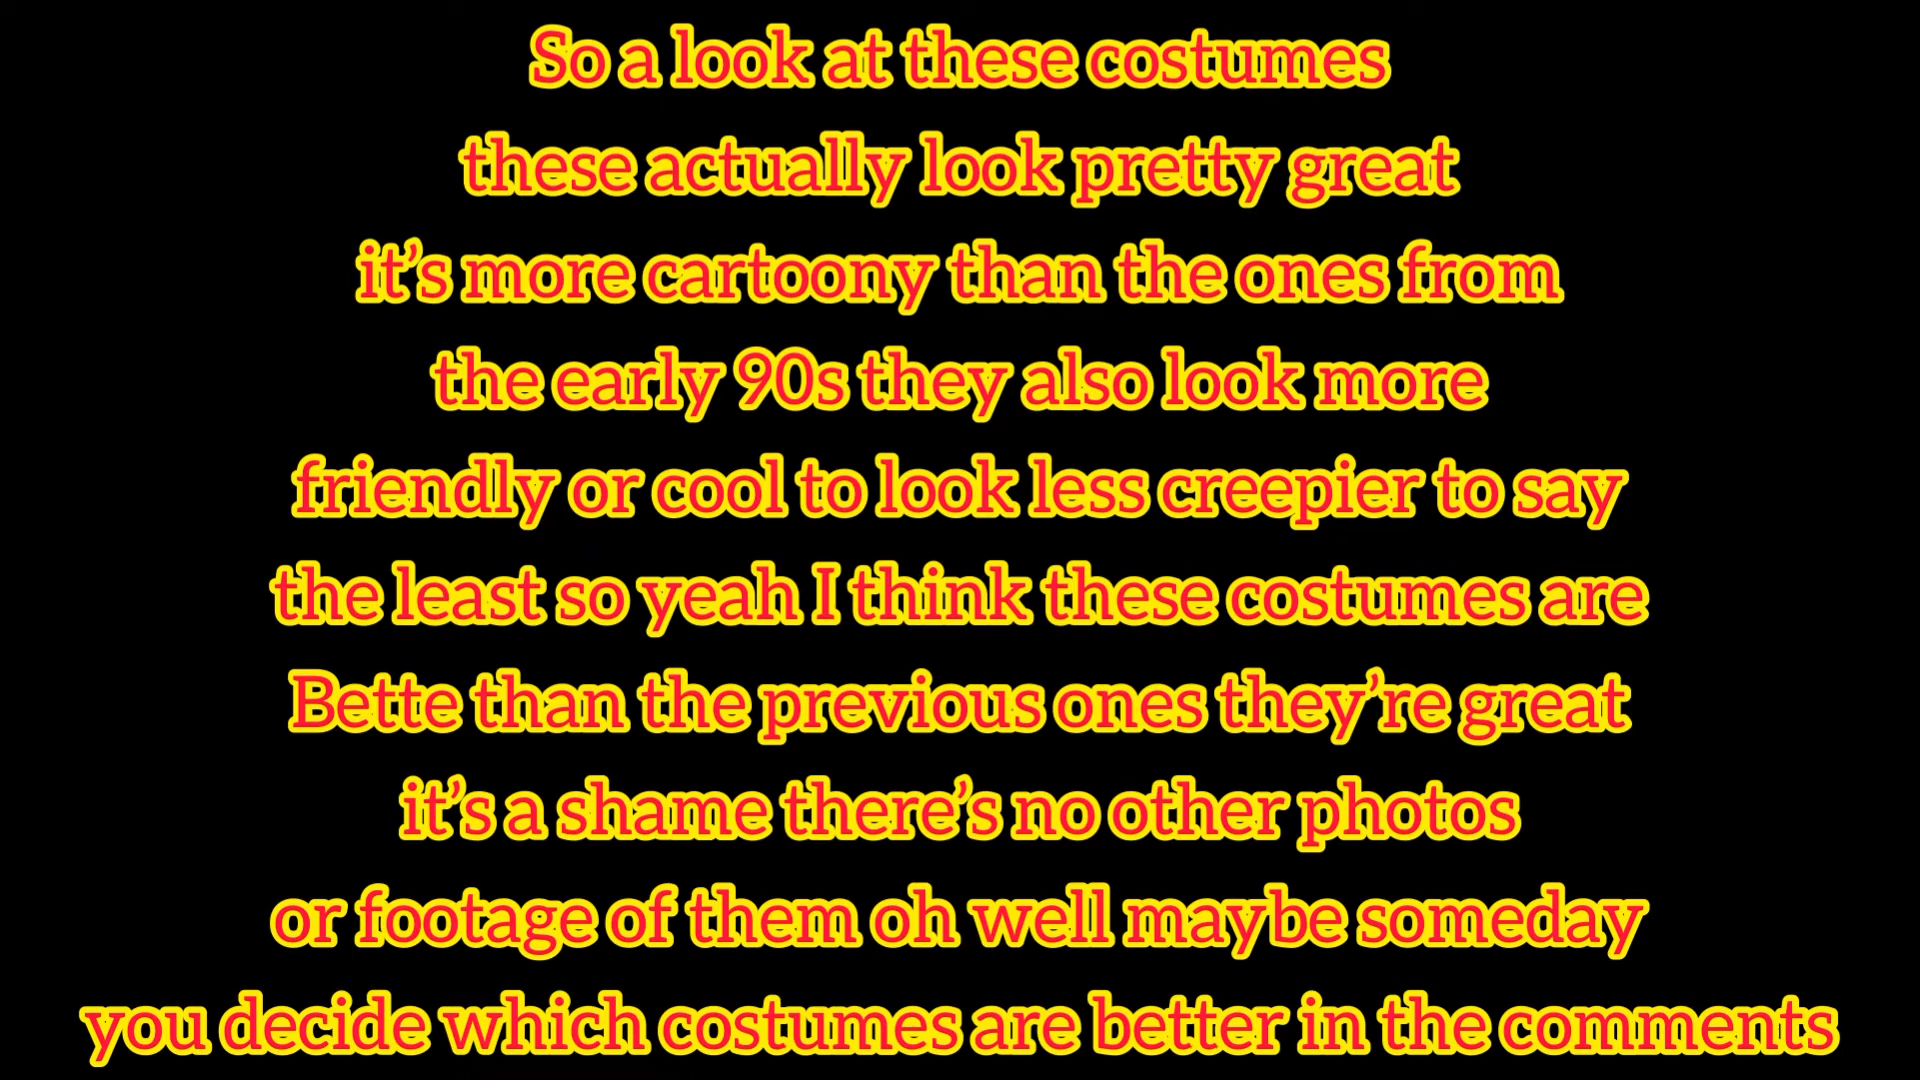 So a look at these costumes
these actually look pretty great
it’s more cartoony than the ones from
the early 90s they also look more
friendly or cool to look less creepier to say
the least so yeah I think these costumes are
Bette than the previous ones they’re great
it’s a shame there’s no other photos
or footage of them oh well maybe someday
you decide which costumes are better in the comments